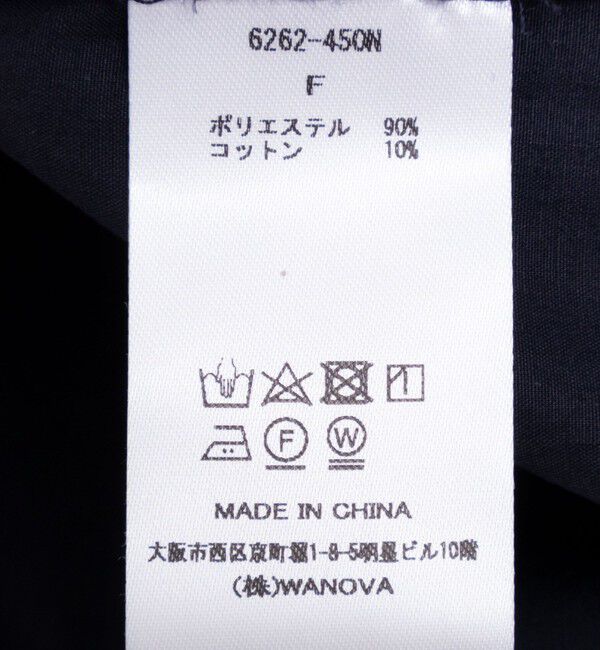 6262-450N
F
ポリエステル 90%
コットン 10%
F W
MADE IN CHINA
大阪市西区京町堀1-8-5明星ビル10階
(株)WANOVA